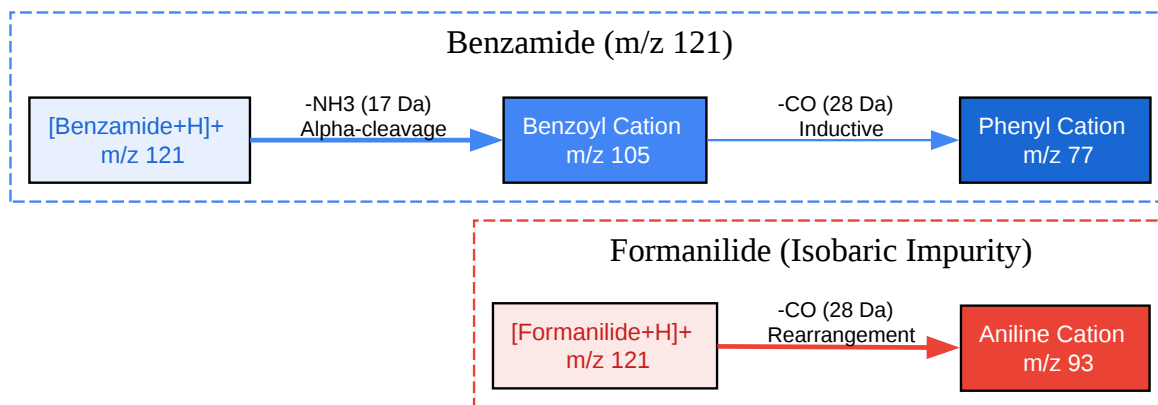 Benzamide (m/z 121)
[Benzamide+H]+
m/z 121
-NH3 (17 Da)
Alpha-cleavage
Benzoyl Cation
m/z 105
-CO (28 Da)
Inductive
Phenyl Cation
m/z 77
Formanilide (Isobaric Impurity)
[Formanilide+H]+
m/z 121
-CO (28 Da)
Rearrangement
Aniline Cation
m/z 93